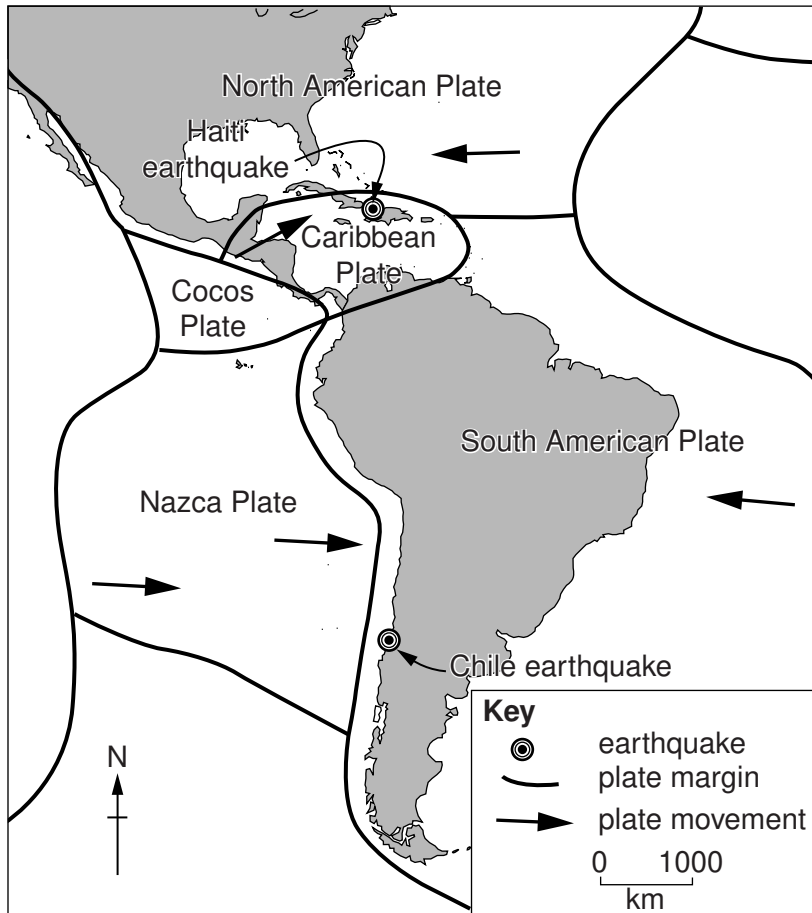 North American Plate
Haiti
earthquake
Caribbean
Plate
Cocos
Plate
South American Plate
Nazca Plate
Chile earthquake
N
Key
earthquake
plate margin
plate movement
0 1000
km